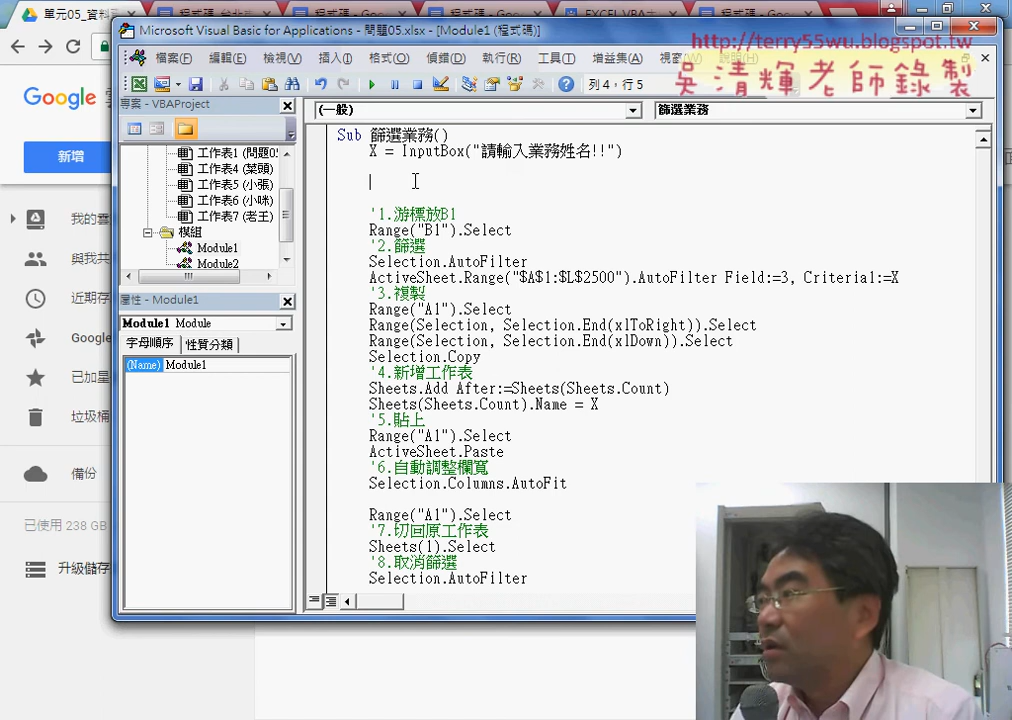 單元05_資料
Microsoft Visual Basic for Applications - 問題05.xlsx - [Module1 (程式碼)]
http://terry55wu.blogspot.tw
吳清輝老師錄製
檔案(F) 編輯(E) 檢視(V) 插入(I) 格式(O) 偵錯(D) 執行(R) 工具(T) 增益集(A)
列 4，行 5
Google
專案 - VBAProject
(一般)
篩選業務
新增
工作表1 (問題05
工作表4 (菜頭)
工作表5 (小張)
工作表6 (小咪)
工作表7 (老王)
模組
Module1
Module2
我的雲
與我共
近期存
Google
已加星
垃圾桶
備份
已使用 238 GB
升級儲存
屬性 - Module1
Module1 Module
字母順序 性質分類
(Name) Module1
Sub 篩選業務()
X = InputBox("請輸入業務姓名!!")
'1.游標放B1
Range("B1").Select
'2.篩選
Selection.AutoFilter
ActiveSheet.Range("$A$1:$L$2500").AutoFilter Field:=3, Criteria1:=X
'3.複製
Range("A1").Select
Range(Selection, Selection.End(xlToRight)).Select
Range(Selection, Selection.End(xlDown)).Select
Selection.Copy
'4.新增工作表
Sheets.Add After:=Sheets(Sheets.Count)
Sheets(Sheets.Count).Name = X
'5.貼上
Range("A1").Select
ActiveSheet.Paste
'6.自動調整欄寬
Selection.Columns.AutoFit
Range("A1").Select
'7.切回原工作表
Sheets(1).Select
'8.取消篩選
Selection.AutoFilter